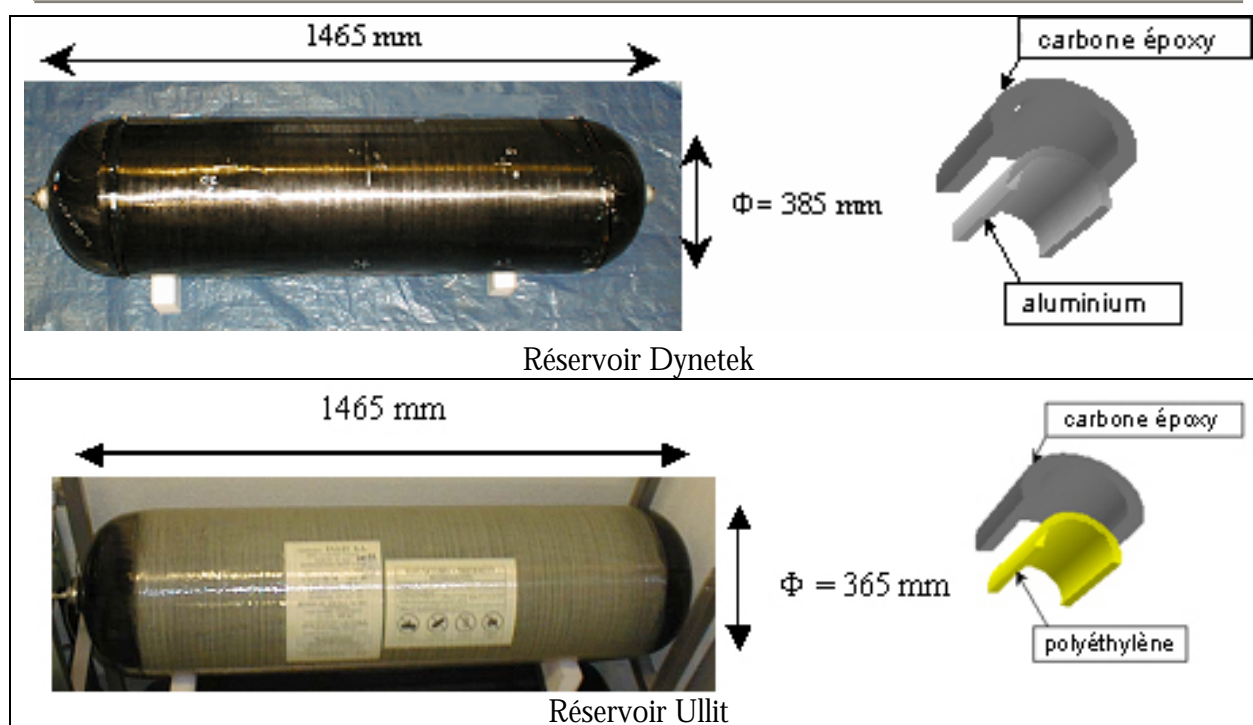 1465 mm
carbone époxy
Φ= 385 mm
aluminium
Réservoir Dynetek
1465 mm
carbone époxy
Φ = 365 mm
polyéthylène
Réservoir Ullit